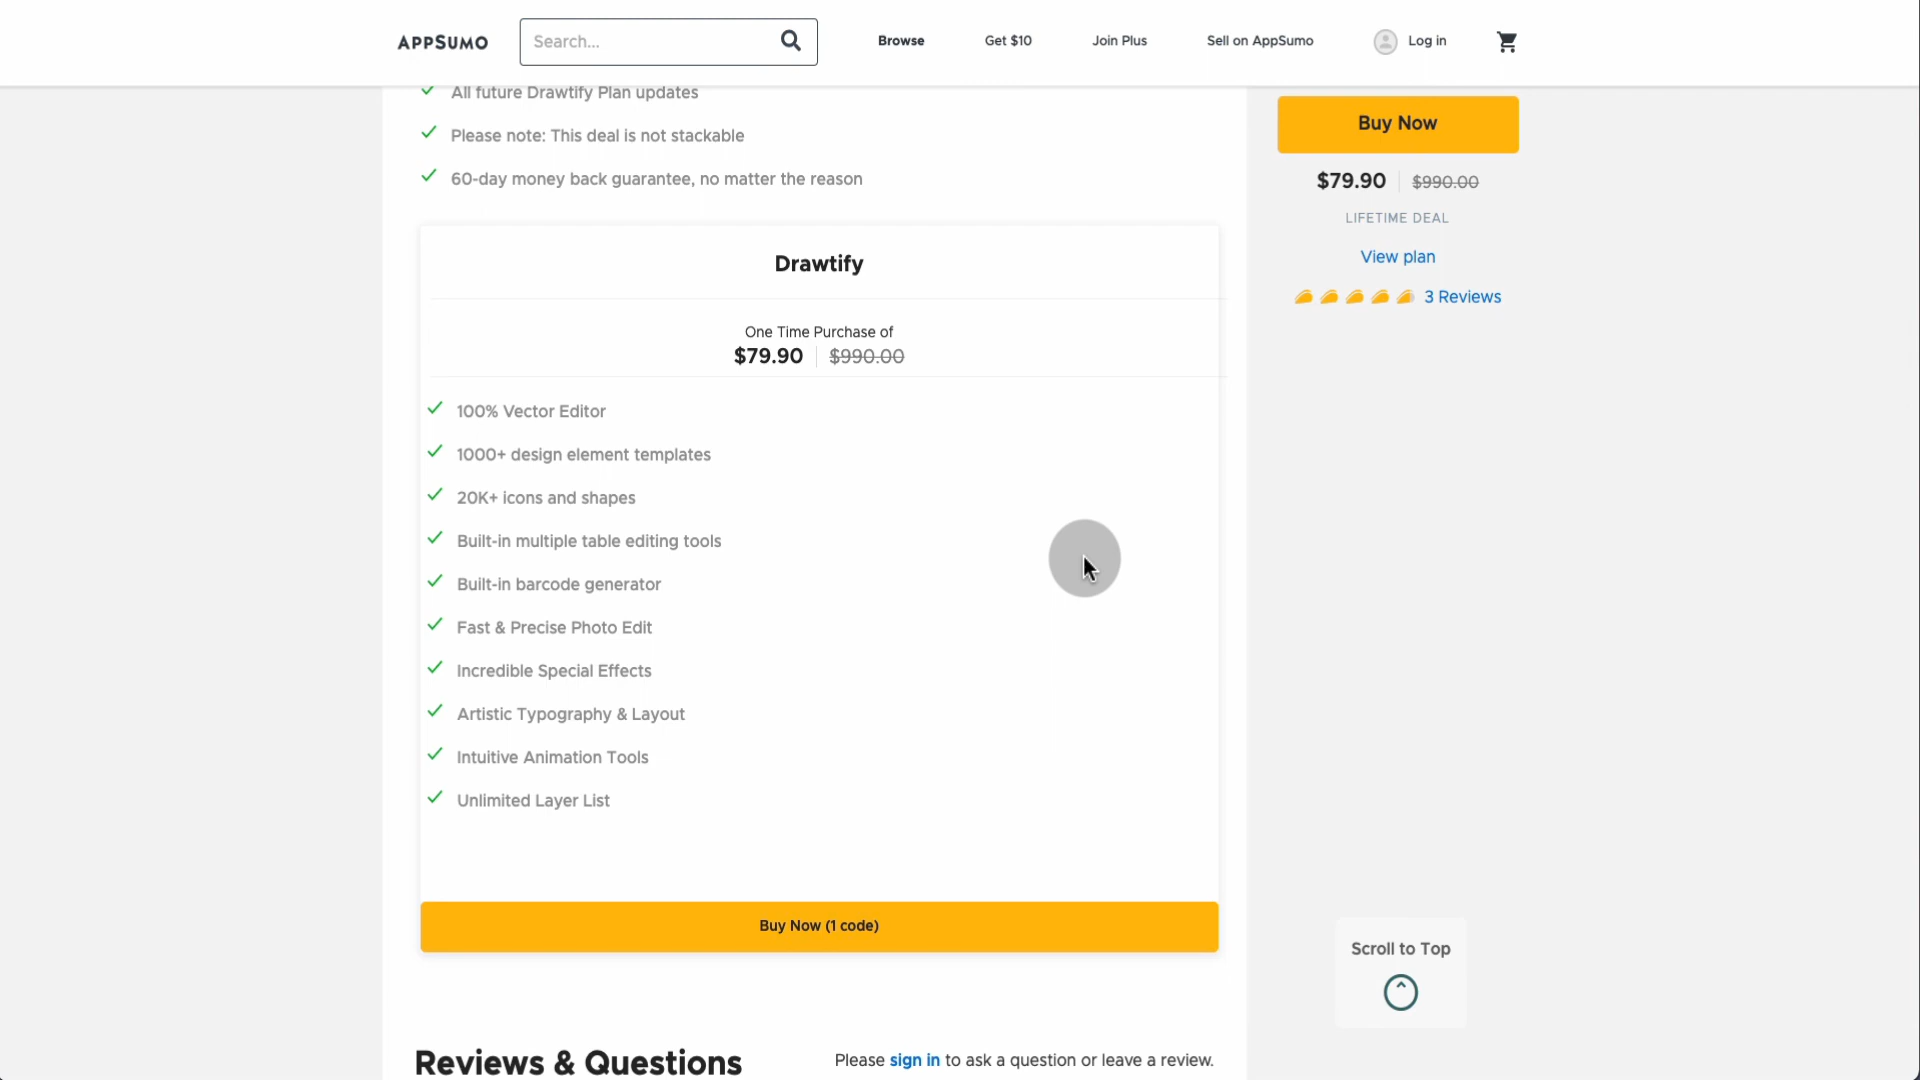 APPSUMO
Search...
Browse
Get $10
Join Plus
Sell on AppSumo
Log in
All future Drawtify Plan updates
Please note: This deal is not stackable
60-day money back guarantee, no matter the reason
Buy Now
$79.90 $990.00
LIFETIME DEAL
View plan
3 Reviews
Drawtify
One Time Purchase of
$79.90 $990.00
100% Vector Editor
1000+ design element templates
20K+ icons and shapes
Built-in multiple table editing tools
Built-in barcode generator
Fast & Precise Photo Edit
Incredible Special Effects
Artistic Typography & Layout
Intuitive Animation Tools
Unlimited Layer List
Buy Now (1 code)
Scroll to Top
Reviews & Questions
Please sign in to ask a question or leave a review.